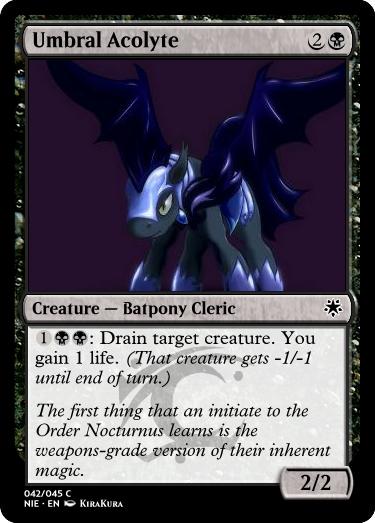 Umbral Acolyte 2
Creature — Batpony Cleric
1 : Drain target creature. You
gain 1 life. (That creature gets -1/-1
until end of turn.)
The first thing that an initiate to the
Order Nocturnus learns is the
weapons-grade version of their inherent
magic.
2/2
042/045 C
NIE • EN KiraKura